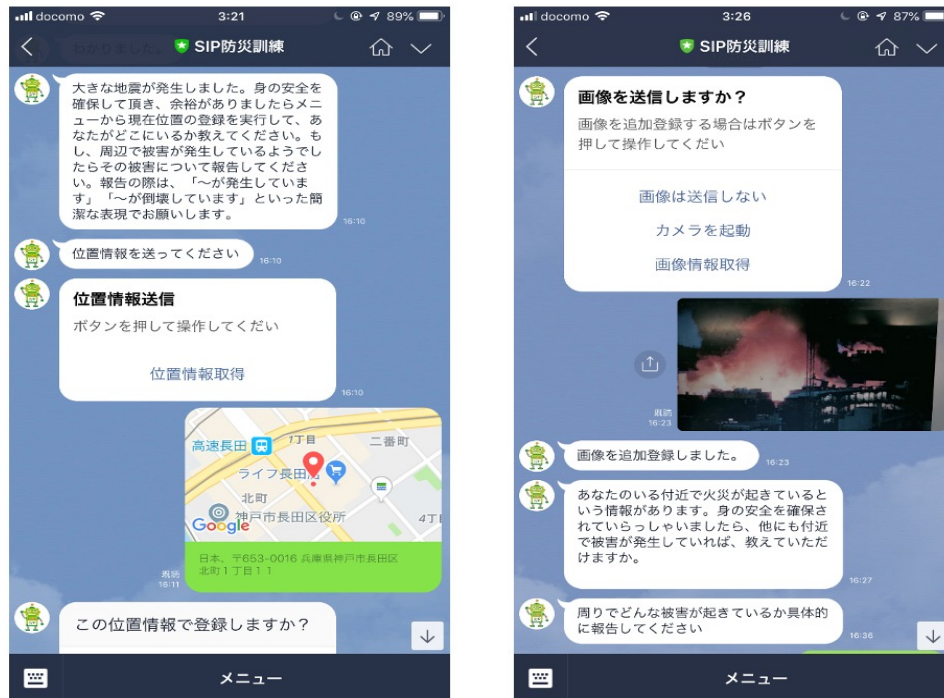 docomo
3:21
89%
わかりました。
SIP防災訓練
大きな地震が発生しました。身の安全を
確保して頂き、余裕がありましたらメニ
ューから現在位置の登録を実行して、あ
なたがどこにいるか教えてください。も
し、周辺で被害が発生しているようでし
たらその被害について報告してくださ
い。報告の際は、「〜が発生していま
す」「〜が倒壊しています」といった簡
潔な表現でお願いします。
16:10
位置情報を送ってください
16:10
位置情報送信
ボタンを押して操作してくだい
位置情報取得
16:10
高速長田
1丁目
二番町
ライフ長田
北町
神戸市長田区役所
4丁
Google
日本、〒653-0016 兵庫県神戸市長田区
北町1丁目11
既読
16:11
この位置情報で登録しますか？
メニュー
docomo
3:26
87%
SIP防災訓練
画像を送信しますか？
画像を追加登録する場合はボタンを
押して操作してくだい
画像は送信しない
カメラを起動
画像情報取得
16:22
既読
16:23
画像を追加登録しました。
16:23
あなたのいる付近で火災が起きていると
いう情報があります。身の安全を確保さ
れていらっしゃいましたら、他にも付近
で被害が発生していれば、教えていただ
けますか。
16:27
周りでどんな被害が起きているか具体的
に報告してください
16:36
メニュー